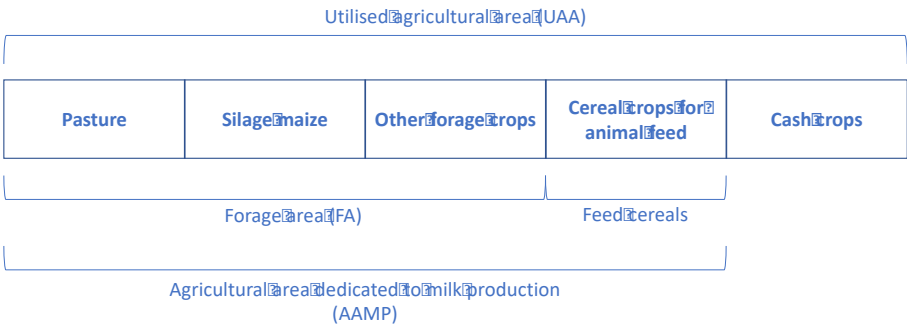 Utilised agricultural area (UAA)
Pasture
Silage maize
Other forage crops
Cereal crops for
animal feed
Cash crops
Forage area (FA)
Feed cereals
Agricultural area dedicated to milk production
(AAMP)